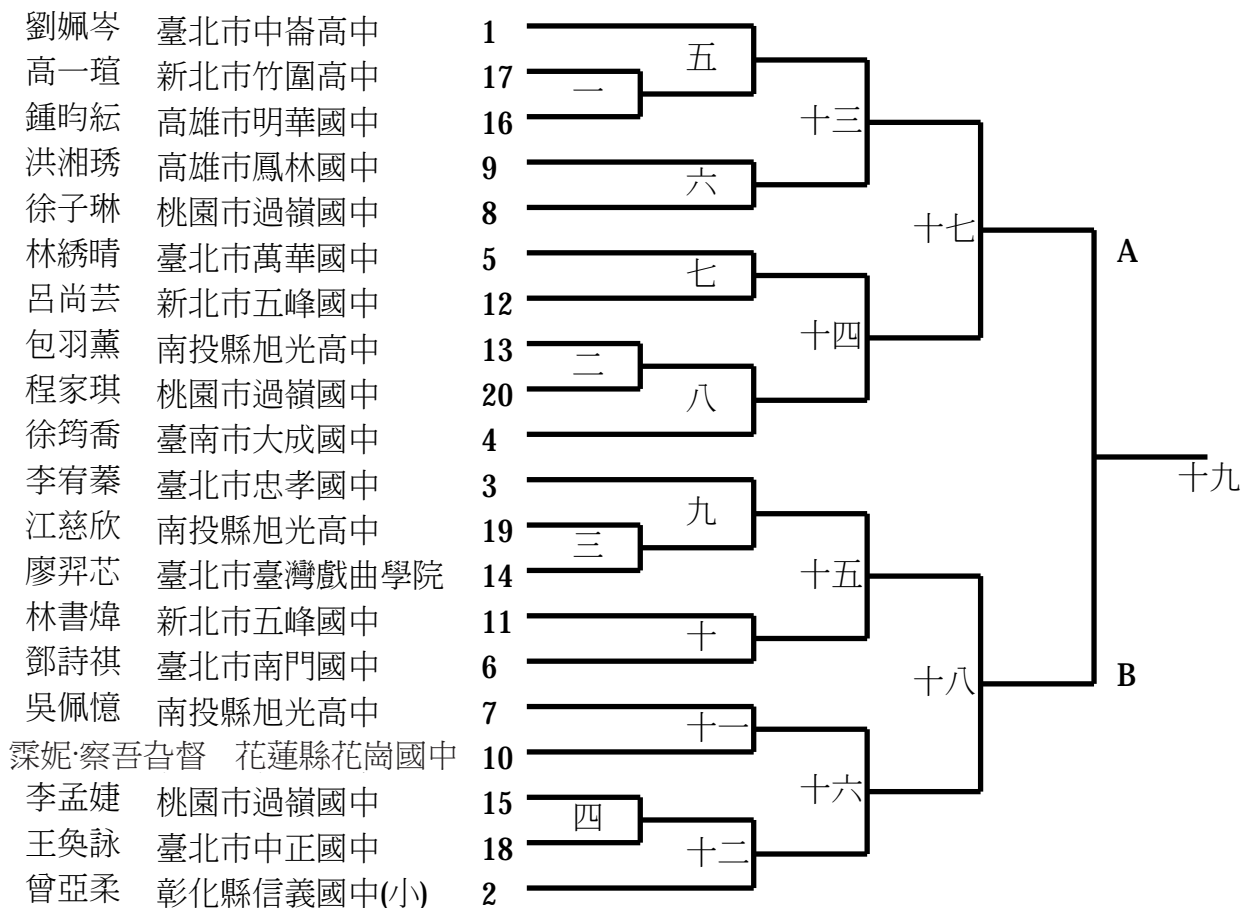 劉姵岑 臺北市中崙高中 1
五
高一瑄 新北市竹圍高中 17
一
鍾昀紜 高雄市明華國中 16
十三
洪湘琇 高雄市鳳林國中 9
六
徐子琳 桃園市過嶺國中 8
十七
林綉晴 臺北市萬華國中 5
A
七
呂尚芸 新北市五峰國中 12
十四
包羽薰 南投縣旭光高中 13
二
程家琪 桃園市過嶺國中 20
八
徐筠喬 臺南市大成國中 4
十九
李宥蓁 臺北市忠孝國中 3
九
江慈欣 南投縣旭光高中 19
三
廖羿芯 臺北市臺灣戲曲學院 14
十五
林書煒 新北市五峰國中 11
十
鄧詩祺 臺北市南門國中 6
十八
B
吳佩憶 南投縣旭光高中 7
十一
霂妮·察吾旮督 花蓮縣花崗國中 10
十六
李孟婕 桃園市過嶺國中 15
四
王奐詠 臺北市中正國中 18
十二
曾亞柔 彰化縣信義國中(小) 2